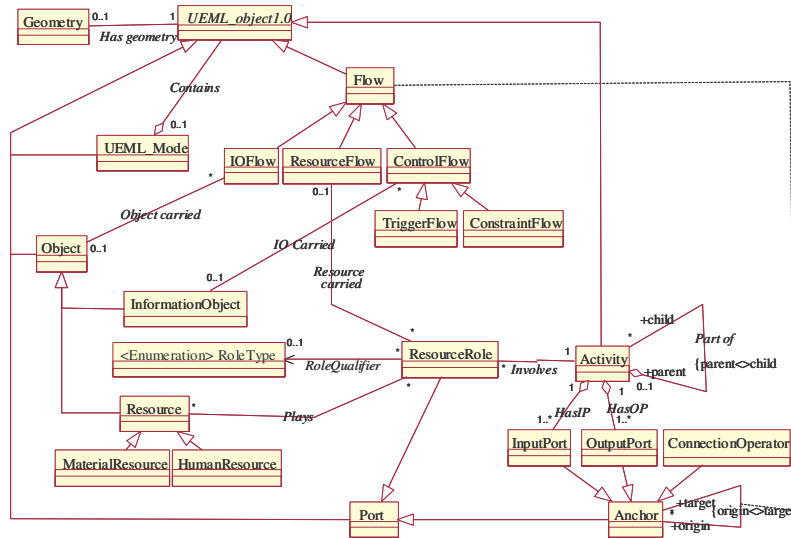 Geometry
0..1
1
UEML_object1.0
Has geometry
Flow
Contains
0..1
UEML_Mode
IOFlow
ResourceFlow
ControlFlow
*
0..1
*
TriggerFlow
ConstraintFlow
Object carried
IO Carried
Object
0..1
0..1
Resource
carried
InformationObject
*
+child
*
Part of
<Enumeration> RoleType
0..1
RoleQualifier
*
ResourceRole
*
Involves
1
Activity
+parent
0..1
{parent<>child
1
1
Resource
*
Plays
*
HasIP
HasOP
1..*
1..*
InputPort
OutputPort
ConnectionOperator
MaterialResource
HumanResource
Port
Anchor
+target
*
{origin<>targe
+origin